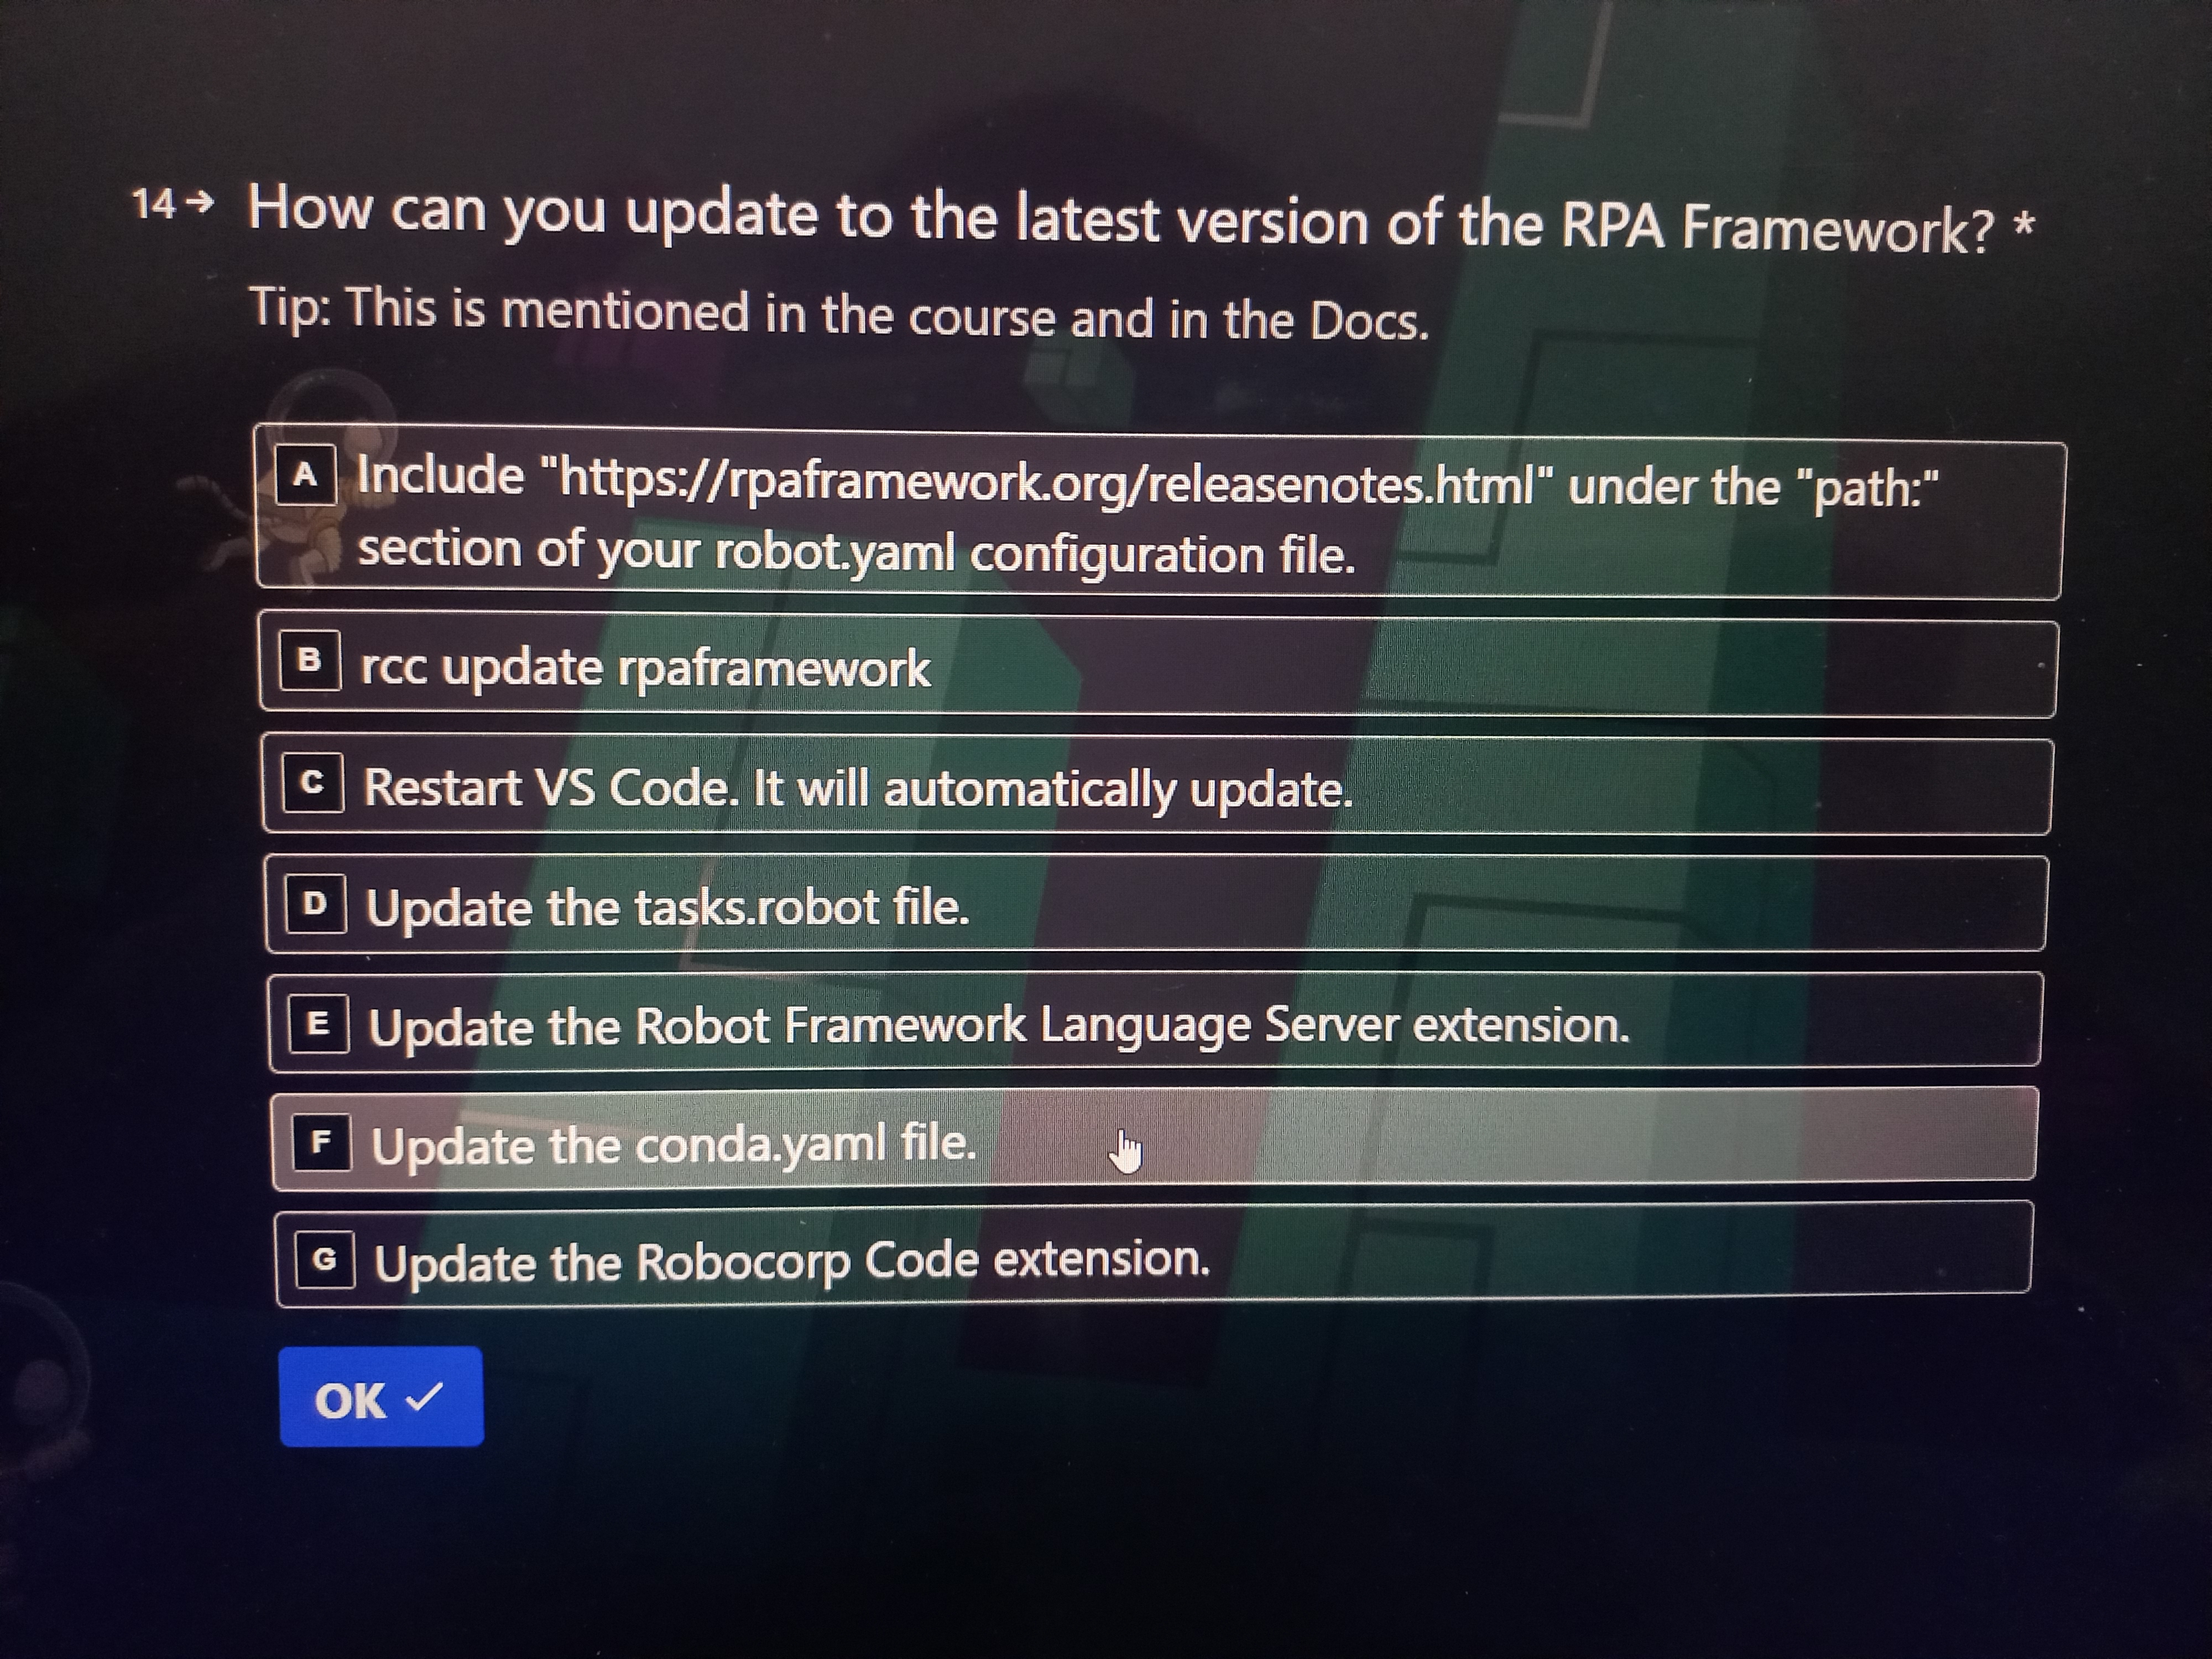 14→ How can you update to the latest version of the RPA Framework? *
Tip: This is mentioned in the course and in the Docs.
A Include "https://rpaframework.org/releasenotes.html" under the "path:"
section of your robot.yaml configuration file.
B rcc update rpaframework
C Restart VS Code. It will automatically update.
D Update the tasks.robot file.
E Update the Robot Framework Language Server extension.
F Update the conda.yaml file.
G Update the Robocorp Code extension.
OK ✓